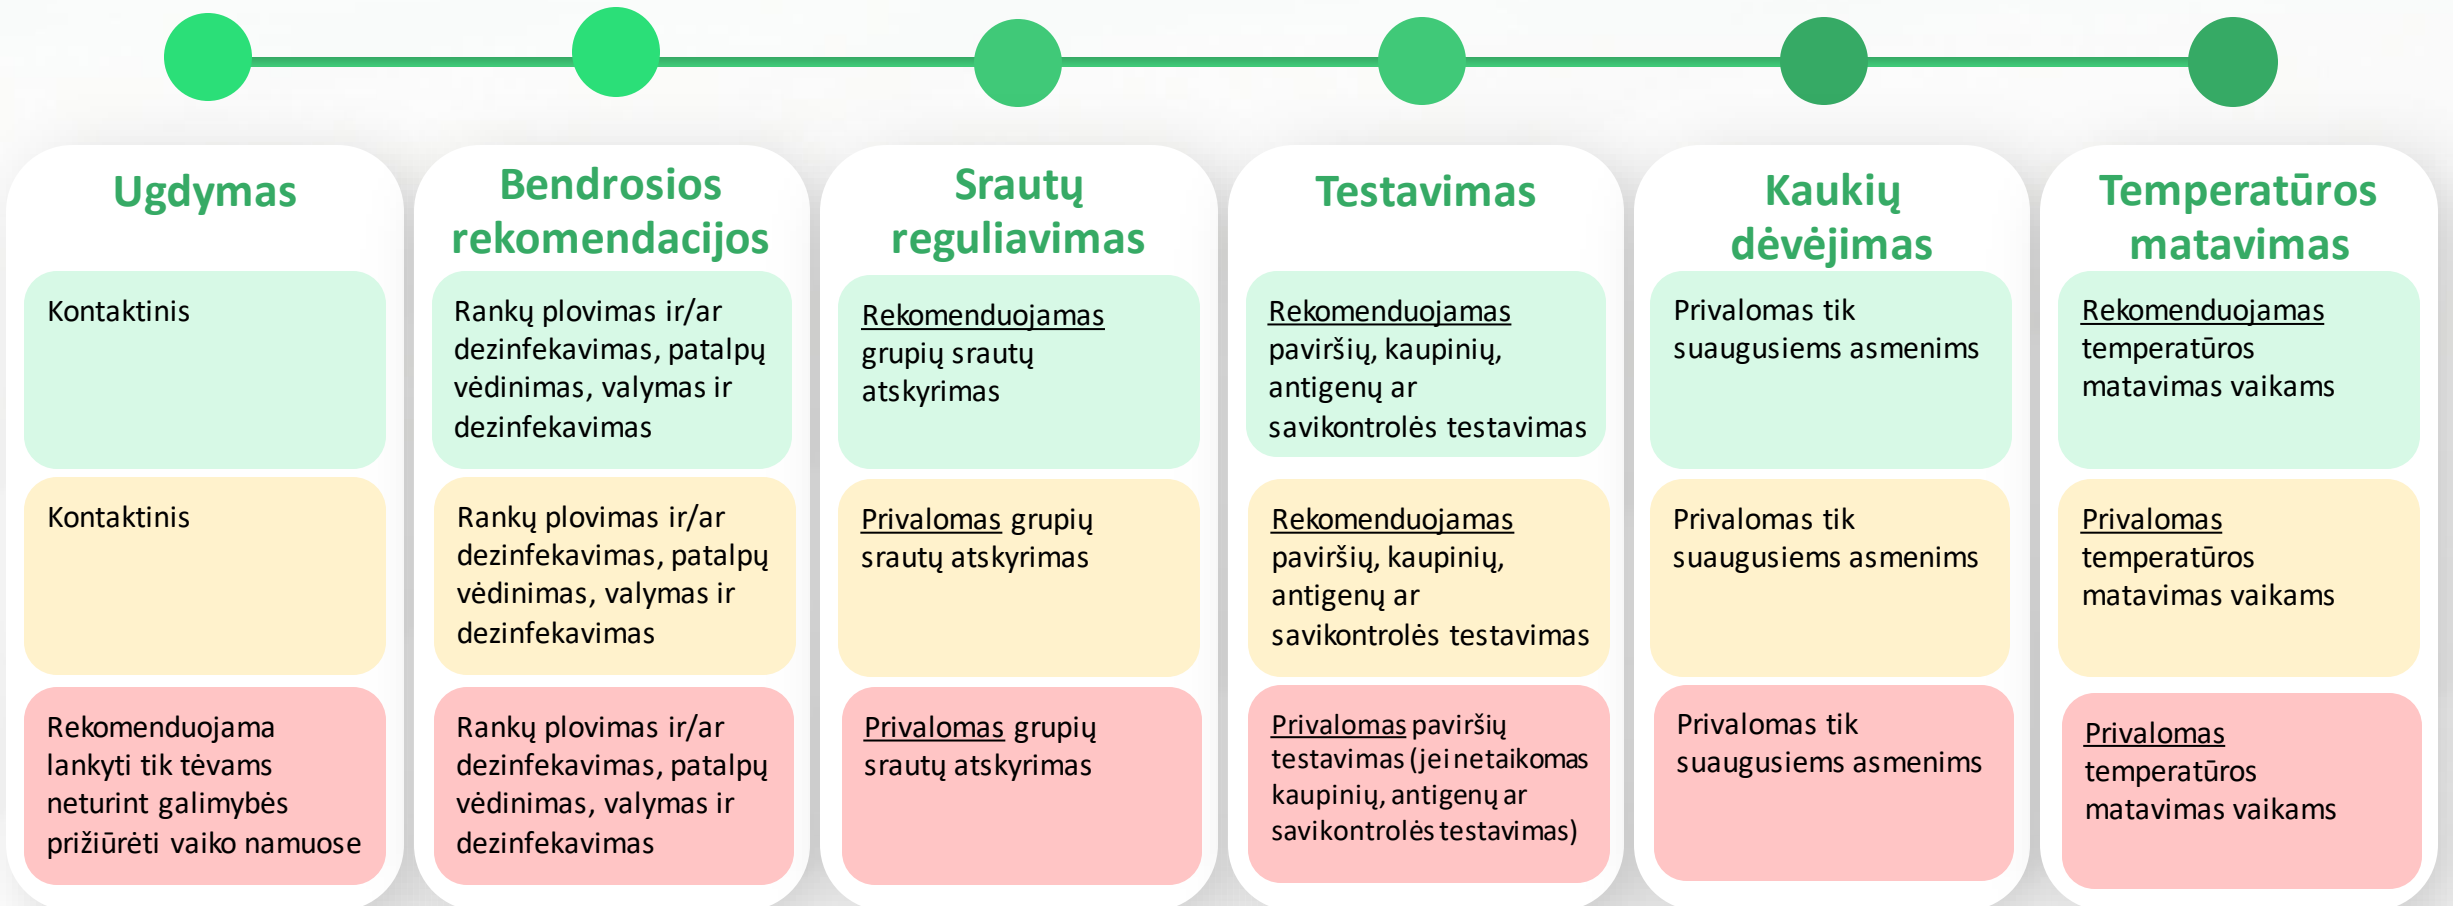 Ugdymas
Kontaktinis
Kontaktinis
Rekomenduojama
lankyti tik tėvams
neturint galimybės
prižiūrėti vaiko namuose
Bendrosios
rekomendacijos
Rankų plovimas ir/ar
dezinfekavimas, patalpų
vėdinimas, valymas ir
dezinfekavimas
Rankų plovimas ir/ar
dezinfekavimas, patalpų
vėdinimas, valymas ir
dezinfekavimas
Rankų plovimas ir/ar
dezinfekavimas, patalpų
vėdinimas, valymas ir
dezinfekavimas
Srautų
reguliavimas
Rekomenduojamas
grupių srautų
atskyrimas
Privalomas grupių
srautų atskyrimas
Privalomas grupių
srautų atskyrimas
Testavimas
Rekomenduojamas
paviršių, kaupinių,
antigenų ar
savikontrolės testavimas
Rekomenduojamas
paviršių, kaupinių,
antigenų ar
savikontrolės testavimas
Privalomas paviršių
testavimas (jei netaikomas
kaupinių, antigenų ar
savikontrolės testavimas)
Kaukių
dėvėjimas
Privalomas tik
suaugusiems asmenims
Privalomas tik
suaugusiems asmenims
Privalomas tik
suaugusiems asmenims
Temperatūros
matavimas
Rekomenduojamas
temperatūros
matavimas vaikams
Privalomas
temperatūros
matavimas vaikams
Privalomas
temperatūros
matavimas vaikams